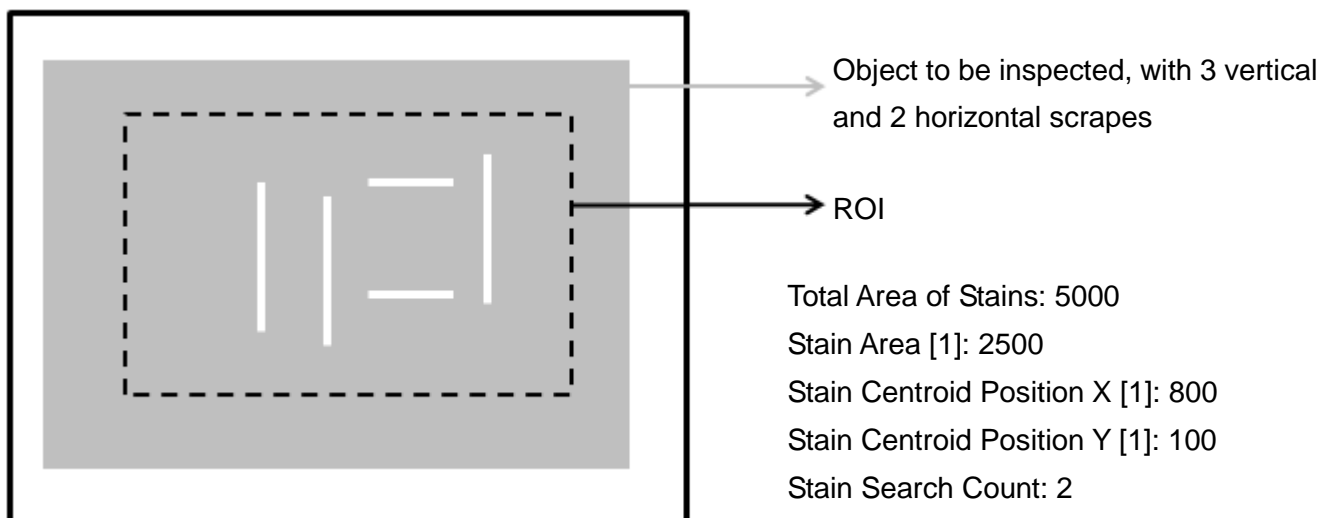 Object to be inspected, with 3 vertical
and 2 horizontal scrapes
ROI
Total Area of Stains: 5000
Stain Area [1]: 2500
Stain Centroid Position X [1]: 800
Stain Centroid Position Y [1]: 100
Stain Search Count: 2